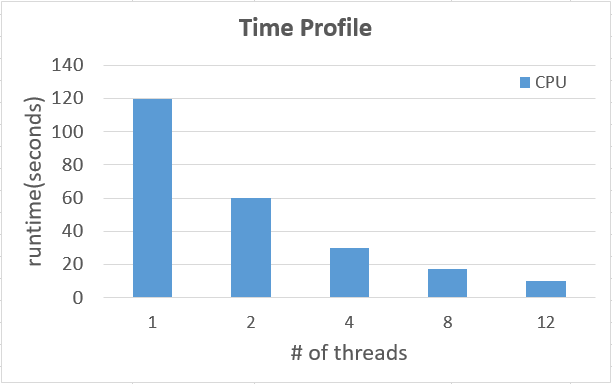 Time Profile
140
CPU
120
100
80
60
40
20
0
runtime(seconds)
1 2 4 8 12
# of threads